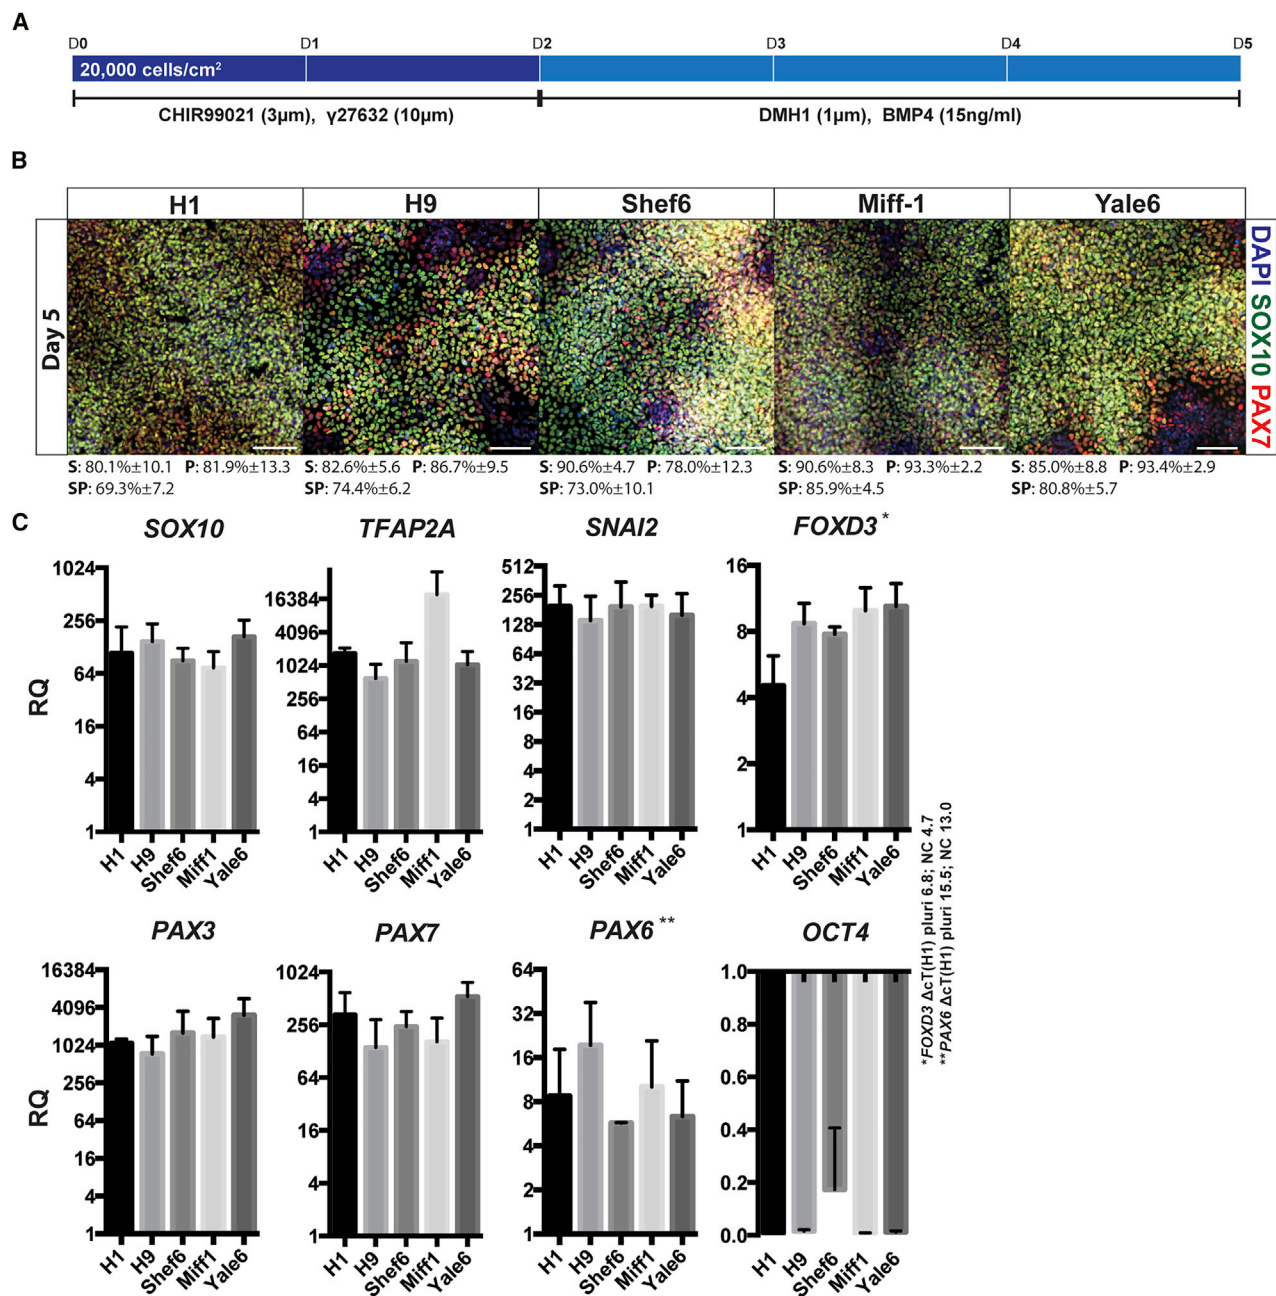 A
D0 D1 D2 D3 D4 D5
20,000 cells/cm²
CHIR99021 (3µm), γ27632 (10µm)
DMH1 (1µm), BMP4 (15ng/ml)
B
H1 H9 Shef6 Miff-1 Yale6
Day 5
DAPI SOX10 PAX7
S: 80.1%±10.1 P: 81.9%±13.3
SP: 69.3%±7.2
S: 82.6%±5.6 P: 86.7%±9.5
SP: 74.4%±6.2
S: 90.6%±4.7 P: 78.0%±12.3
SP: 73.0%±10.1
S: 90.6%±8.3 P: 93.3%±2.2
SP: 85.9%±4.5
S: 85.0%±8.8 P: 93.4%±2.9
SP: 80.8%±5.7
C
SOX10
RQ
1024
256
64
16
4
1
H1 H9 Shef6 Miff1 Yale6
TFAP2A
16384
4096
1024
256
64
16
4
1
H1 H9 Shef6 Miff1 Yale6
SNAI2
512
256
128
64
32
16
8
4
2
1
H1 H9 Shef6 Miff1 Yale6
FOXD3*
16
8
4
2
1
H1 H9 Shef6 Miff1 Yale6
PAX3
RQ
16384
4096
1024
256
64
16
4
1
H1 H9 Shef6 Miff1 Yale6
PAX7
1024
256
64
16
4
1
H1 H9 Shef6 Miff1 Yale6
PAX6**
64
32
16
8
4
2
1
H1 H9 Shef6 Miff1 Yale6
OCT4
1.0
0.8
0.6
0.4
0.2
0.0
H1 H9 Shef6 Miff1 Yale6
*FOXD3 ΔcT(H1) pluri 6.8; NC 4.7
**PAX6 ΔcT(H1) pluri 15.5; NC 13.0